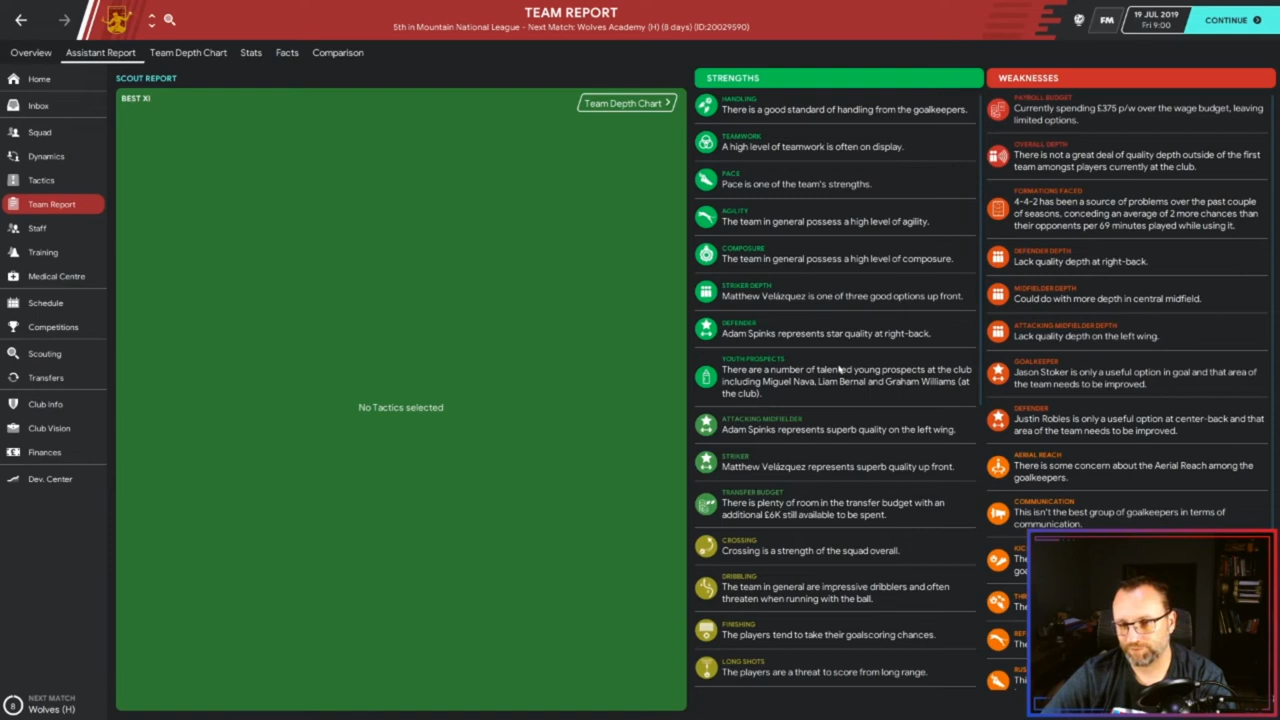 TEAM REPORT
5th in Mountain National League - Next Match: Wolves Academy (H) (8 days) (ID:20029590)
FM
19 JUL 2019
Fri 9:00
CONTINUE
Overview
Assistant Report
Team Depth Chart
Stats
Facts
Comparison
Home
Inbox
Squad
Dynamics
Tactics
Team Report
Staff
Training
Medical Centre
Schedule
Competitions
Scouting
Transfers
Club Info
Club Vision
Finances
Dev. Center
8
NEXT MATCH
Wolves (H)
SCOUT REPORT
BEST XI
Team Depth Chart
No Tactics selected
STRENGTHS
HANDLING
There is a good standard of handling from the goalkeepers.
TEAMWORK
A high level of teamwork is often on display.
PACE
Pace is one of the team's strengths.
AGILITY
The team in general possess a high level of agility.
COMPOSURE
The team in general possess a high level of composure.
STRIKER DEPTH
Matthew Velázquez is one of three good options up front.
DEFENDER
Adam Spinks represents star quality at right-back.
YOUTH PROSPECTS
There are a number of talented young prospects at the club
including Miguel Nava, Liam Bernal and Graham Williams (at
the club).
ATTACKING MIDFIELDER
Adam Spinks represents superb quality on the left wing.
STRIKER
Matthew Velázquez represents superb quality up front.
TRANSFER BUDGET
There is plenty of room in the transfer budget with an
additional £6K still available to be spent.
CROSSING
Crossing is a strength of the squad overall.
DRIBBLING
The team in general are impressive dribblers and often
threaten when running with the ball.
FINISHING
The players tend to take their goalscoring chances.
LONG SHOTS
The players are a threat to score from long range.
WEAKNESSES
PAYROLL BUDGET
Currently spending £375 p/w over the wage budget, leaving
limited options.
OVERALL DEPTH
There is not a great deal of quality depth outside of the first
team amongst players currently at the club.
FORMATIONS FACED
4-4-2 has been a source of problems over the past couple
of seasons, conceding an average of 2 more chances than
their opponents per 69 minutes played while using it.
DEFENDER DEPTH
Lack quality depth at right-back.
MIDFIELDER DEPTH
Could do with more depth in central midfield.
ATTACKING MIDFIELDER DEPTH
Lack quality depth on the left wing.
GOALKEEPER
Jason Stoker is only a useful option in goal and that area of
the team needs to be improved.
DEFENDER
Justin Robles is only a useful option at center-back and that
area of the team needs to be improved.
AERIAL REACH
There is some concern about the Aerial Reach among the
goalkeepers.
COMMUNICATION
This isn't the best group of goalkeepers in terms of
communication.